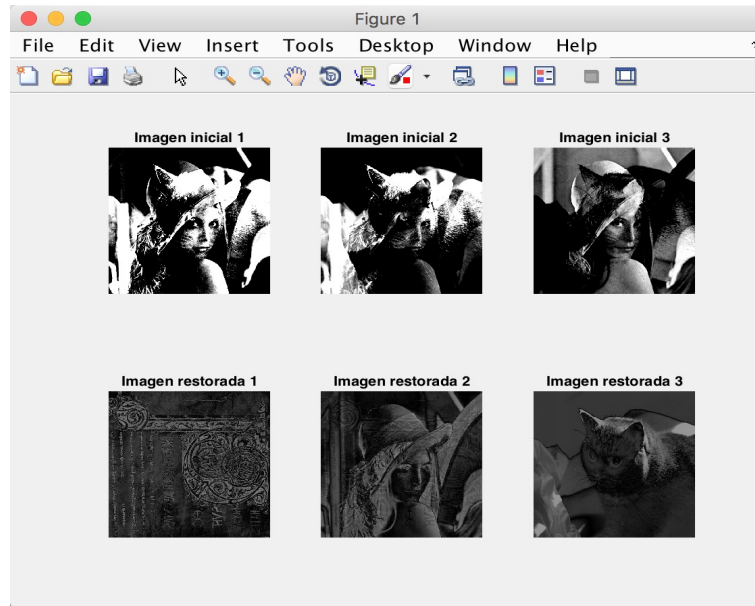 Figure 1
File Edit View Insert Tools Desktop Window Help
Imagen inicial 1 Imagen inicial 2 Imagen inicial 3
Imagen restorada 1 Imagen restorada 2 Imagen restorada 3